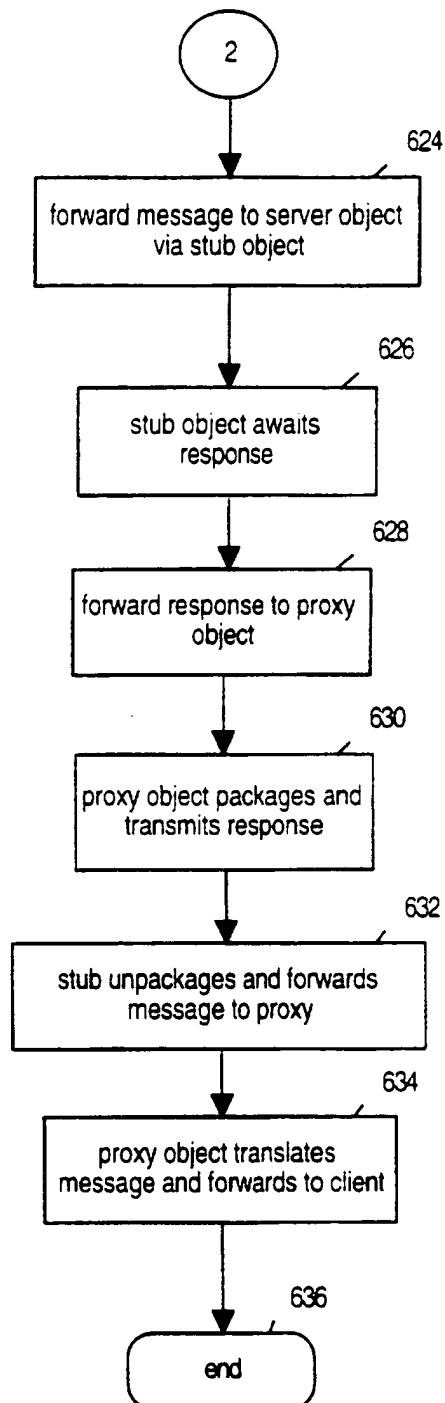 2
624
forward message to server object
via stub object
626
stub object awaits
response
628
forward response to proxy
object
630
proxy object packages and
transmits response
632
stub unpackages and forwards
message to proxy
634
proxy object translates
message and forwards to client
636
end